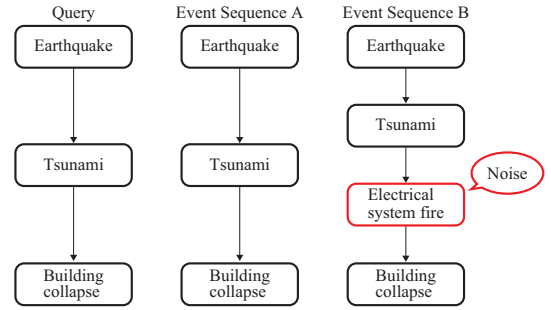 Query
Earthquake
Tsunami
Building
collapse
Event Sequence A
Earthquake
Tsunami
Building
collapse
Event Sequence B
Earthquake
Tsunami
Electrical
system fire
Noise
Building
collapse